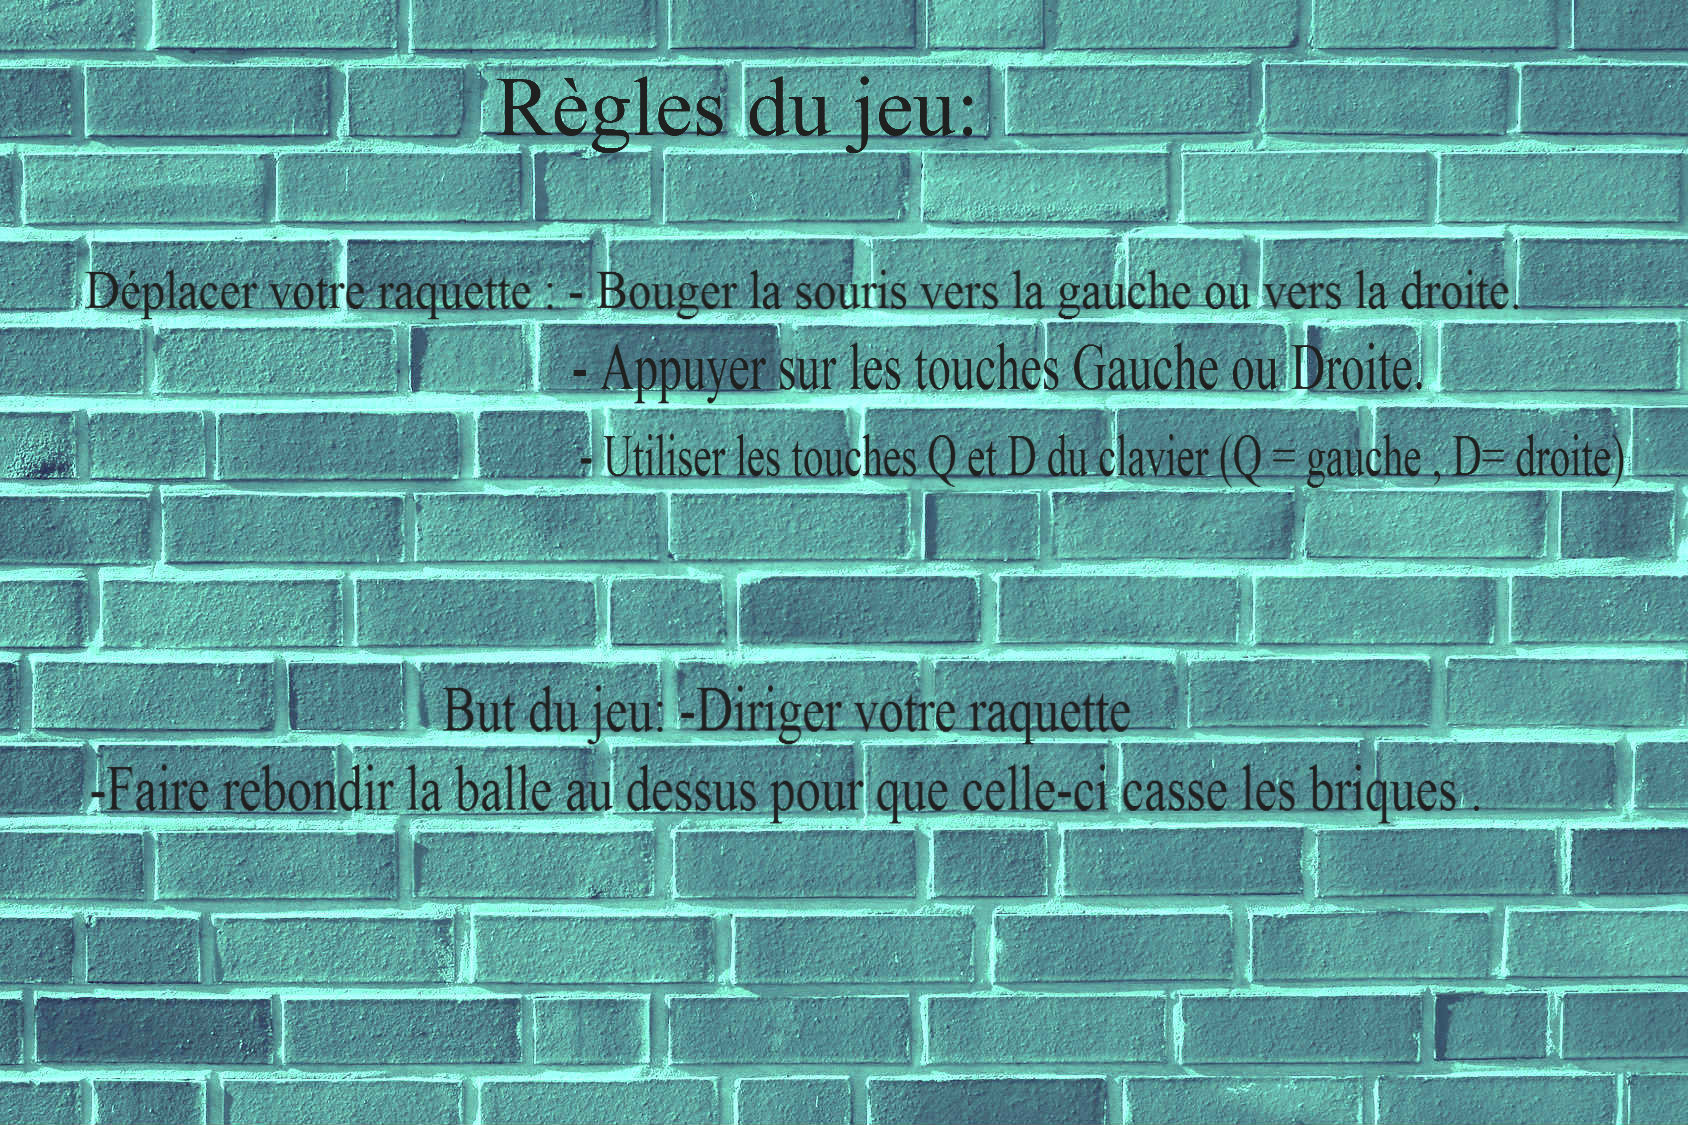 Règles du jeu:
Déplacer votre raquette : - Bouger la souris vers la gauche ou vers la droite.
- Appuyer sur les touches Gauche ou Droite.
- Utiliser les touches Q et D du clavier (Q = gauche , D= droite)
But du jeu: -Diriger votre raquette
-Faire rebondir la balle au dessus pour que celle-ci casse les briques .